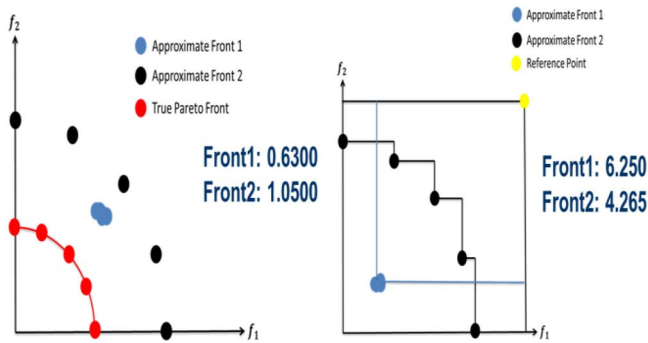 f₂
Approximate Front 1
Approximate Front 2
True Pareto Front
Front1: 0.6300
Front2: 1.0500
f₁
Approximate Front 1
Approximate Front 2
Reference Point
f₂
Front1: 6.250
Front2: 4.265
f₁